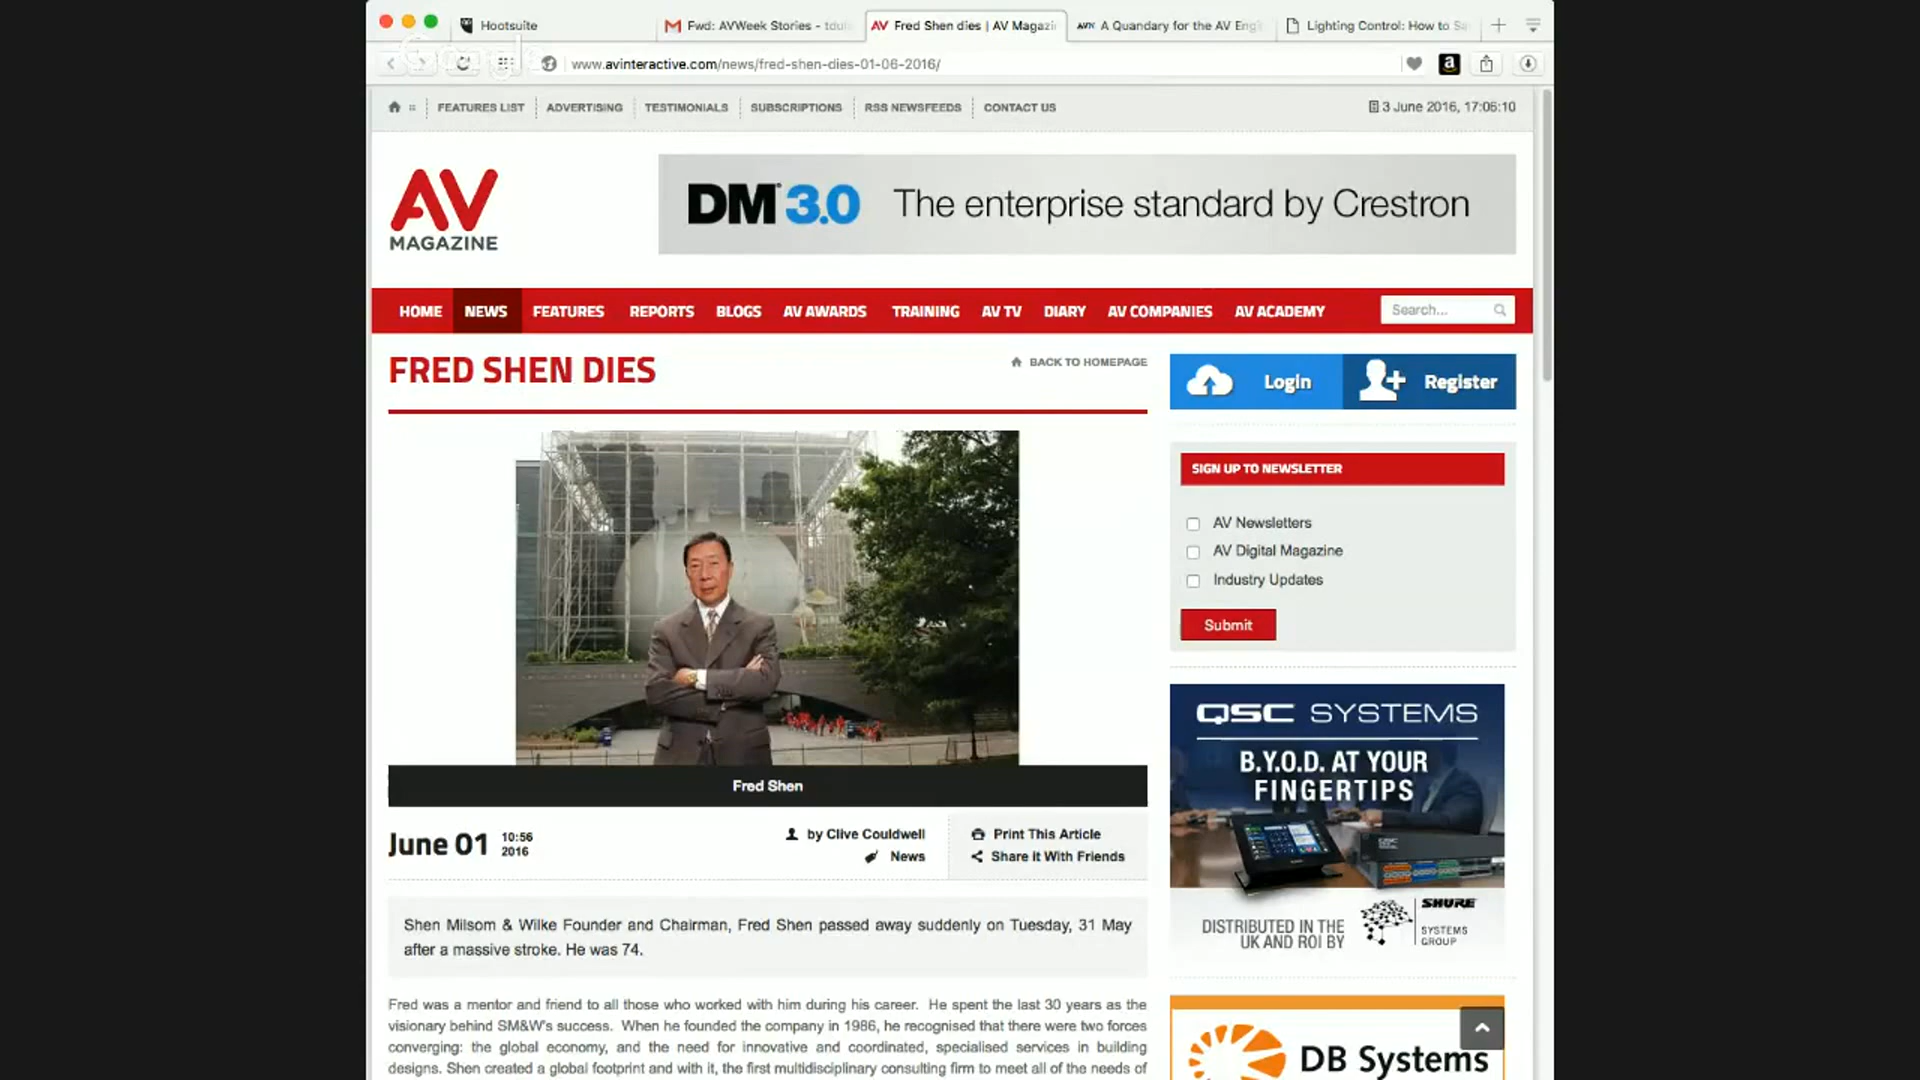 Hootsuite
Fwd: AVWeek Stories - tdul
AV Fred Shen dies | AV Magazi
A Quandary for the AV Engi
Lighting Control: How to Sa
www.avinteractive.com/news/fred-shen-dies-01-06-2016/
FEATURES LIST
ADVERTISING
TESTIMONIALS
SUBSCRIPTIONS
RSS NEWSFEEDS
CONTACT US
3 June 2016, 17:06:10
AV
MAGAZINE
DM 3.0 The enterprise standard by Crestron
HOME NEWS FEATURES REPORTS BLOGS AV AWARDS TRAINING AV TV DIARY AV COMPANIES AV ACADEMY
Search...
FRED SHEN DIES
BACK TO HOMEPAGE
Login
Register
SIGN UP TO NEWSLETTER
AV Newsletters
AV Digital Magazine
Industry Updates
Submit
Fred Shen
June 01
10:56
2016
by Clive Couldwell
News
Print This Article
Share it With Friends
Shen Milsom & Wilke Founder and Chairman, Fred Shen passed away suddenly on Tuesday, 31 May
after a massive stroke. He was 74.
Fred was a mentor and friend to all those who worked with him during his career. He spent the last 30 years as the
visionary behind SM&W's success. When he founded the company in 1986, he recognised that there were two forces
converging: the global economy, and the need for innovative and coordinated, specialised services in building
designs. Shen created a global footprint and with it, the first multidisciplinary consulting firm to meet all of the needs of
QSC SYSTEMS
B.Y.O.D. AT YOUR
FINGERTIPS
DISTRIBUTED IN THE
UK AND ROI BY
SHURE
SYSTEMS
GROUP
DB Systems